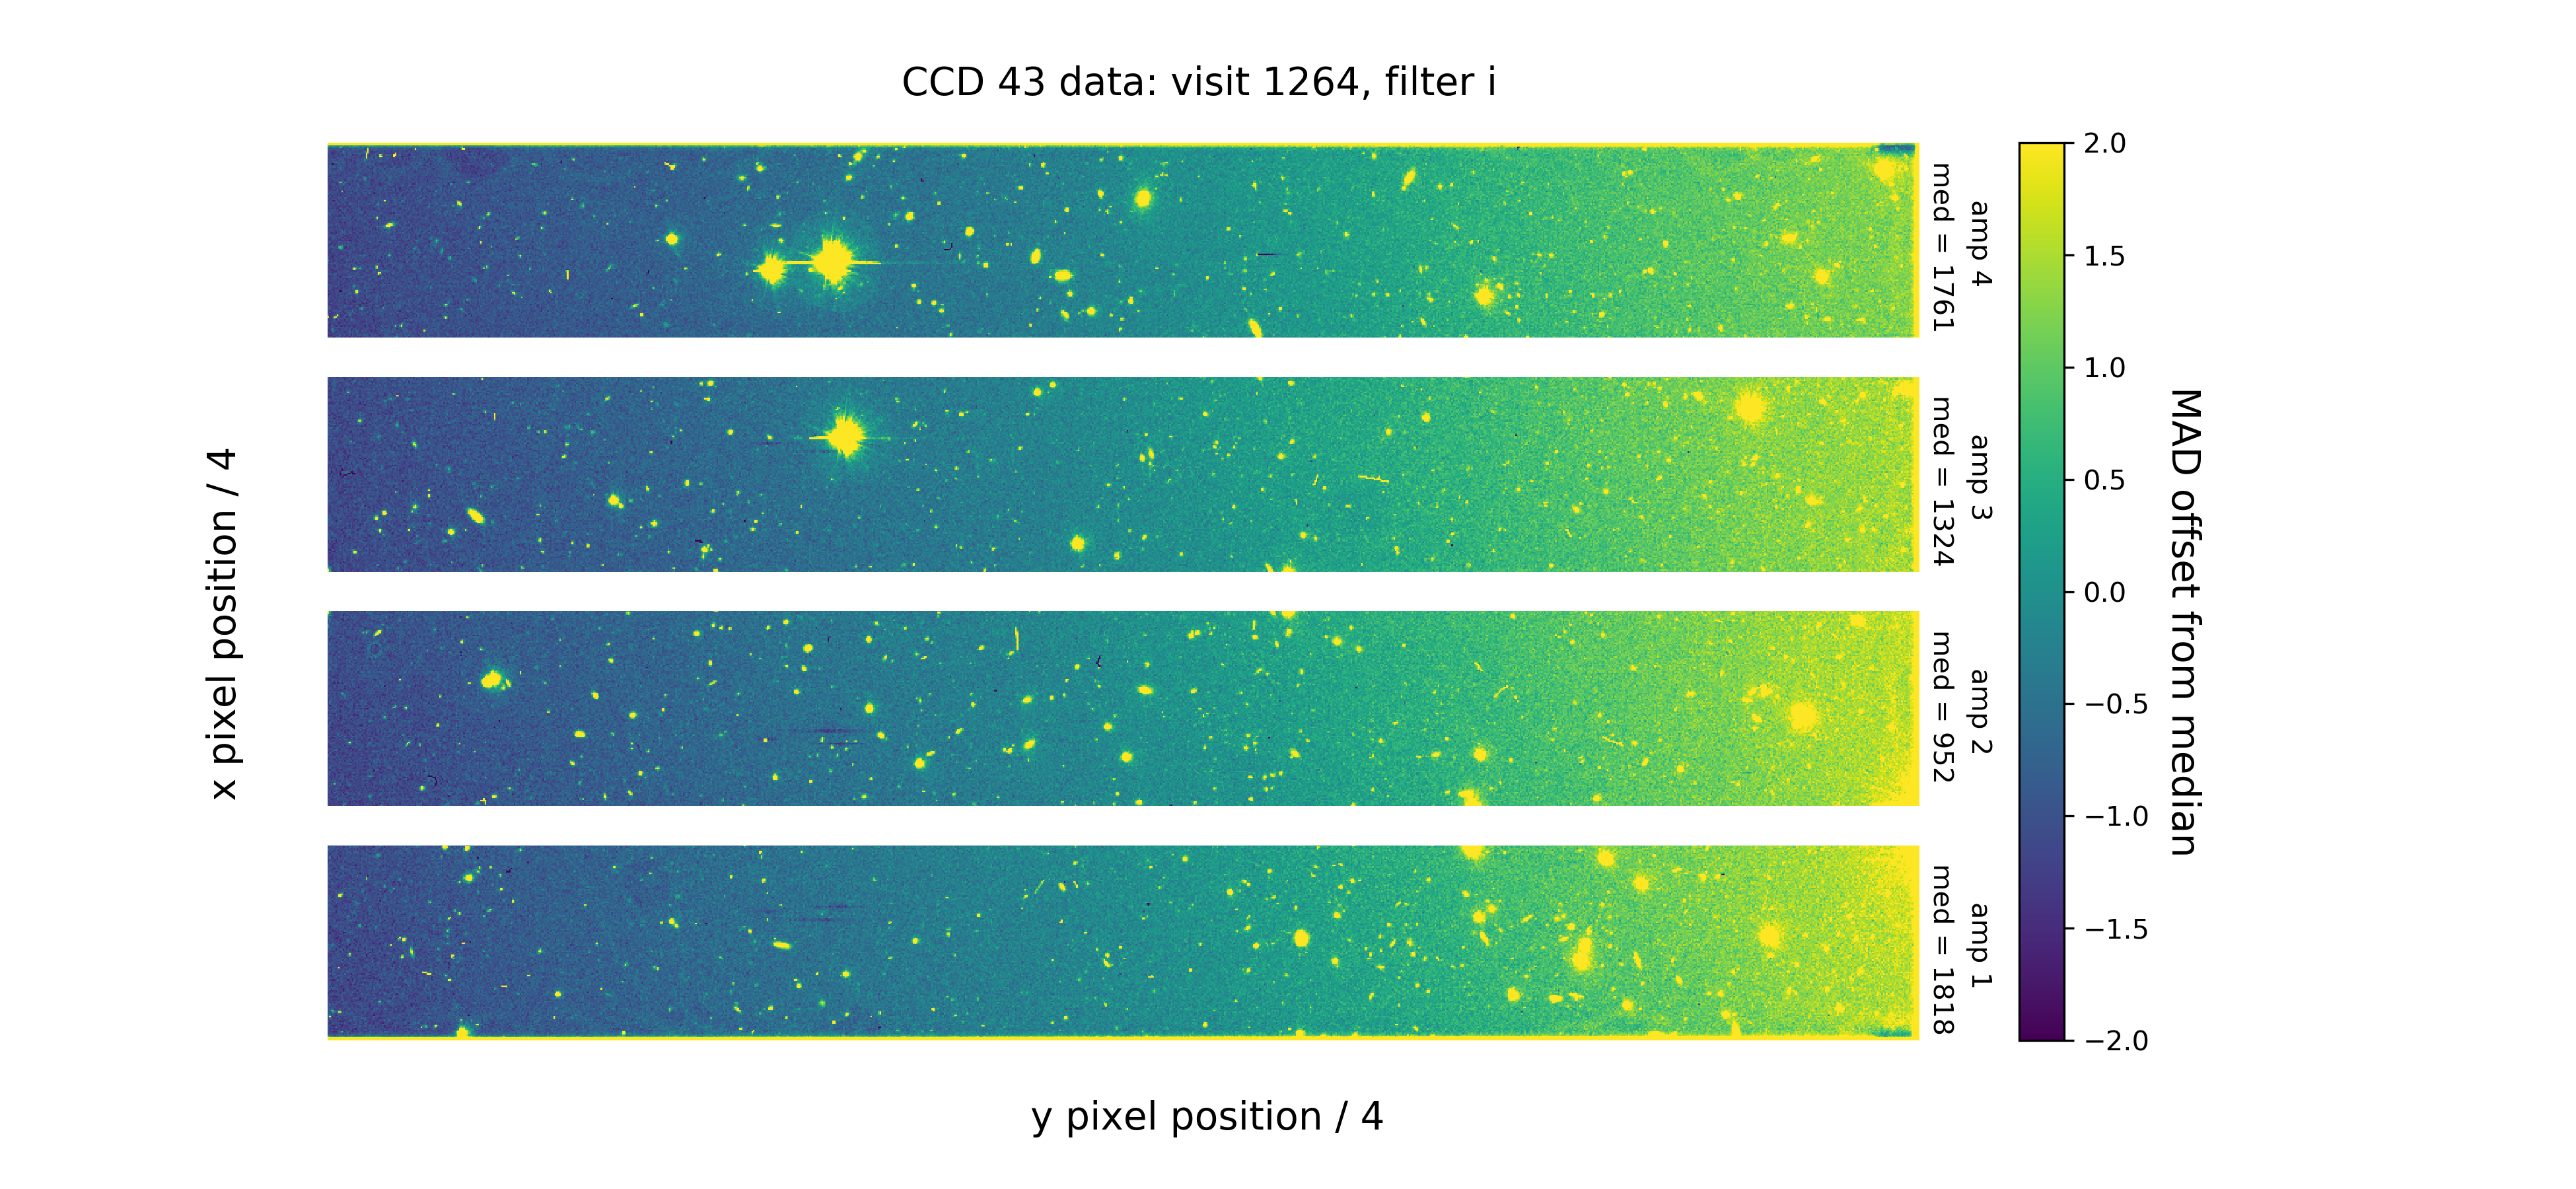 CCD 43 data: visit 1264, filter i
x pixel position / 4
y pixel position / 4
amp 4
med = 1761
amp 3
med = 1324
amp 2
med = 952
amp 1
med = 1818
2.0
1.5
1.0
0.5
0.0
−0.5
−1.0
−1.5
−2.0
MAD offset from median